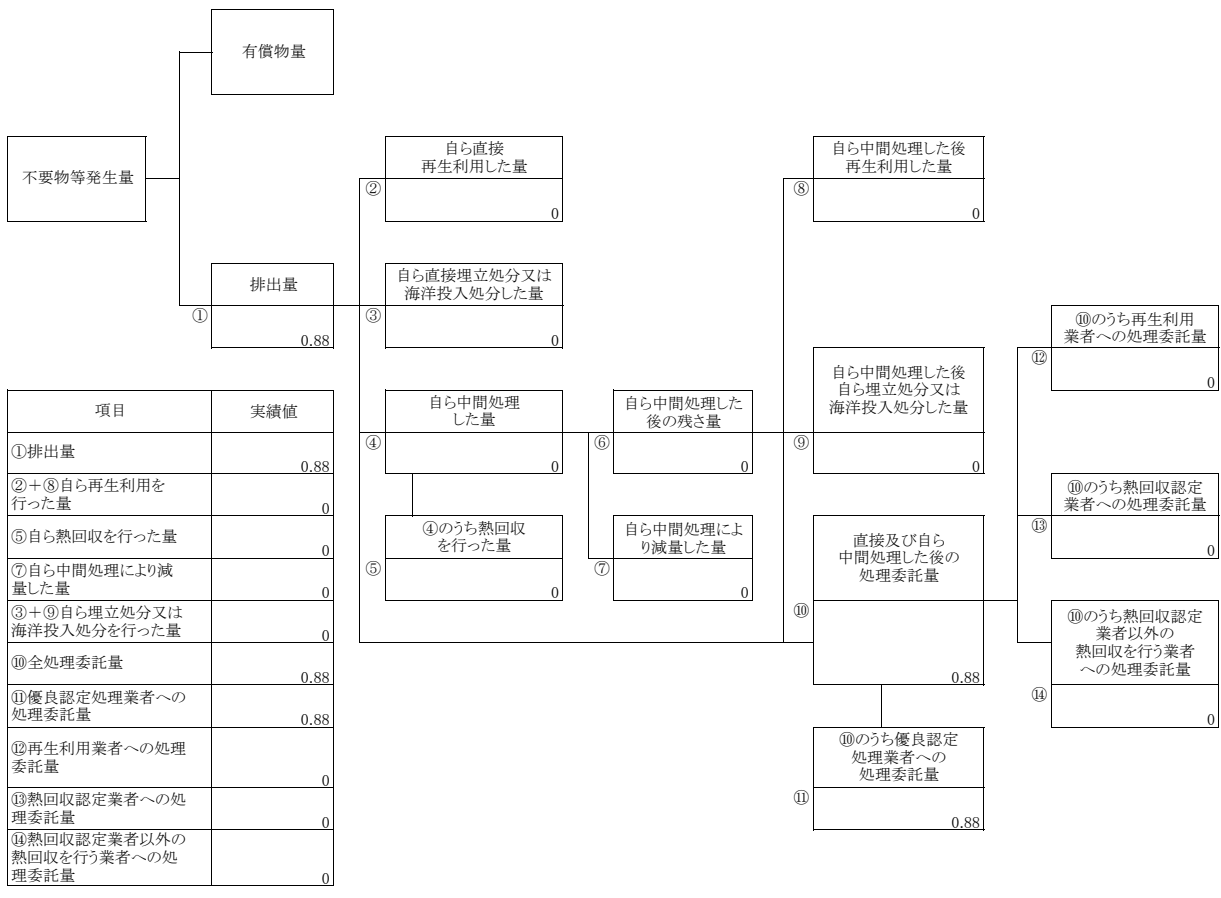 有償物量
不要物等発生量
排出量
①
0.88
自ら直接
再生利用した量
②
0
自ら直接埋立処分又は
海洋投入処分した量
③
0
自ら中間処理
した量
④
0
④のうち熱回収
を行った量
⑤
0
自ら中間処理した
後の残さ量
⑥
0
自ら中間処理によ
り減量した量
⑦
0
自ら中間処理した後
再生利用した量
⑧
0
自ら中間処理した後
自ら埋立処分又は
海洋投入処分した量
⑨
0
直接及び自ら
中間処理した後の
処理委託量
⑩
0.88
⑩のうち優良認定
処理業者への
処理委託量
⑪
0.88
⑩のうち再生利用
業者への処理委託量
⑫
0
⑩のうち熱回収認定
業者への処理委託量
⑬
0
⑩のうち熱回収認定
業者以外の
熱回収を行う業者
への処理委託量
⑭
0
項目 実績値
①排出量
0.88
②＋⑧自ら再生利用を
行った量
0
⑤自ら熱回収を行った量
0
⑦自ら中間処理により減
量した量
0
③＋⑨自ら埋立処分又は
海洋投入処分を行った量
0
⑩全処理委託量
0.88
⑪優良認定処理業者への
処理委託量
0.88
⑫再生利用業者への処理
委託量
0
⑬熱回収認定業者への処
理委託量
0
⑭熱回収認定業者以外の
熱回収を行う業者への処
理委託量
0